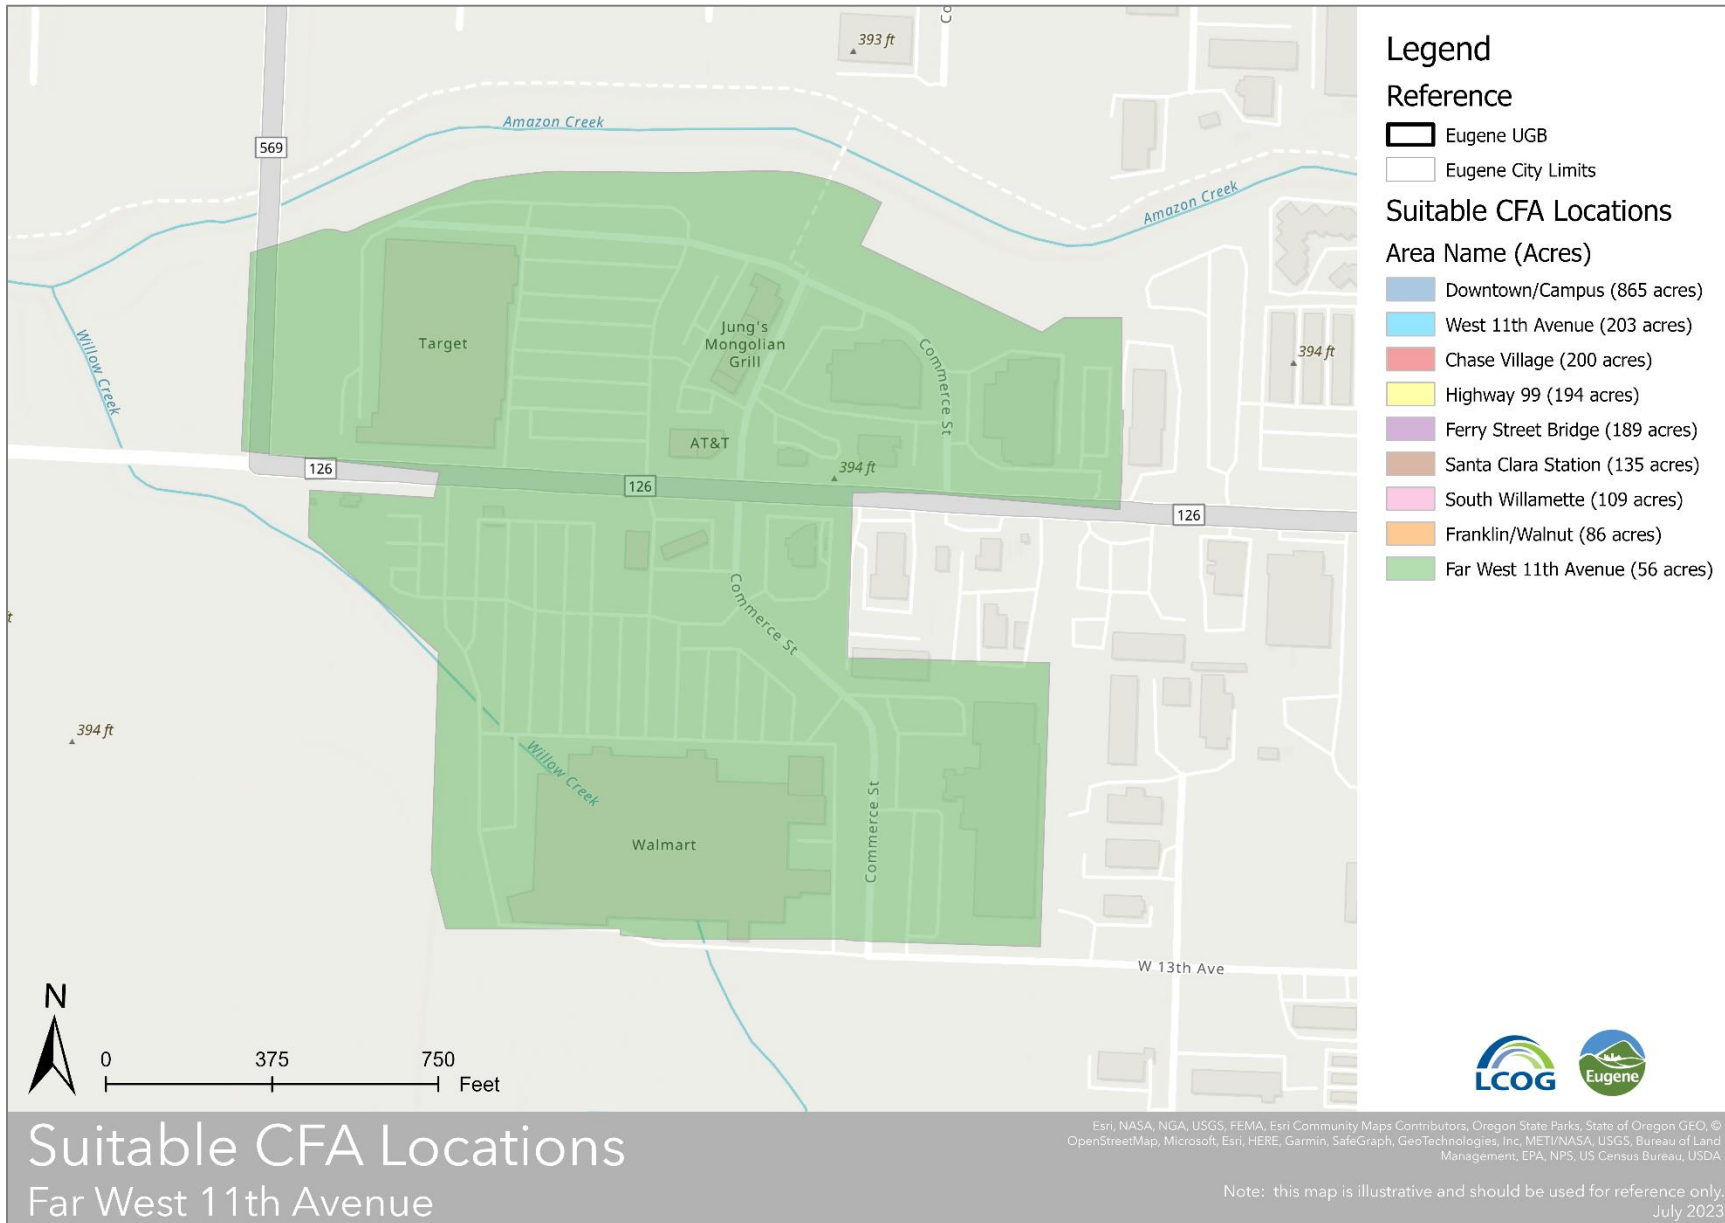 Co
393 ft
Amazon Creek
569
Amazon Creek
Willow Creek
Target
Jung's
Mongolian
Grill
Commerce St
394 ft
AT&T
394 ft
126
126
126
Commerce St
ft
394 ft
Willow Creek
Walmart
Commerce St
W 13th Ave
N
0 375 750
Feet
Legend
Reference
Eugene UGB
Eugene City Limits
Suitable CFA Locations
Area Name (Acres)
Downtown/Campus (865 acres)
West 11th Avenue (203 acres)
Chase Village (200 acres)
Highway 99 (194 acres)
Ferry Street Bridge (189 acres)
Santa Clara Station (135 acres)
South Willamette (109 acres)
Franklin/Walnut (86 acres)
Far West 11th Avenue (56 acres)
LCOG
Eugene
Suitable CFA Locations
Far West 11th Avenue
Esri, NASA, NGA, USGS, FEMA, Esri Community Maps Contributors, Oregon State Parks, State of Oregon GEO, ©
OpenStreetMap, Microsoft, Esri, HERE, Garmin, SafeGraph, GeoTechnologies, Inc, METI/NASA, USGS, Bureau of Land
Management, EPA, NPS, US Census Bureau, USDA
Note: this map is illustrative and should be used for reference only.
July 2023